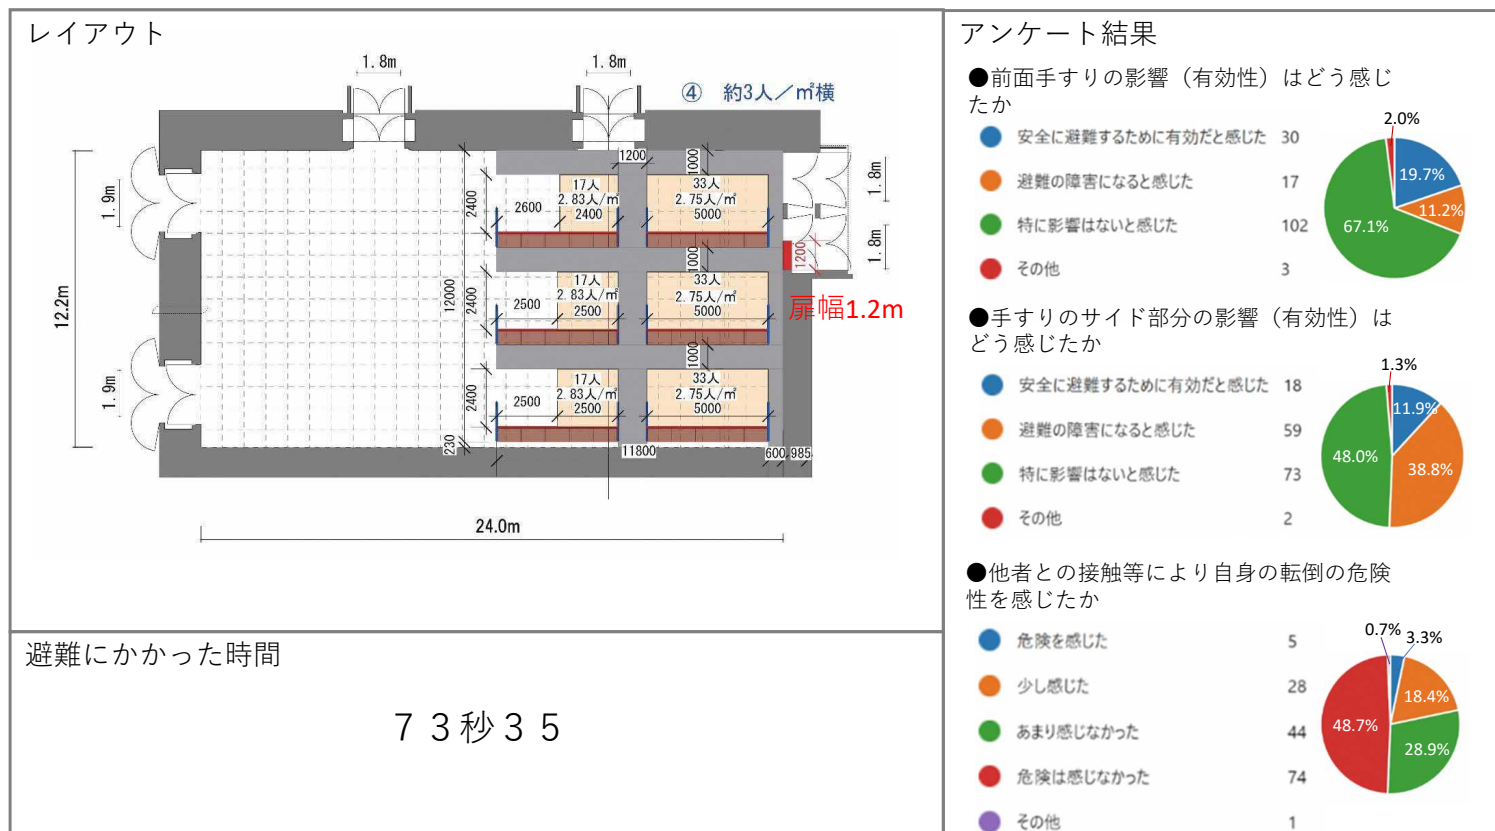 レイアウト
1.8m
1.8m
④ 約3人／㎡横
1.9m
1.9m
12.2m
1200
1000
1.8m
1.8m
2400
2600
17人
2.83人/㎡
2400
33人
2.75人/㎡
5000
1200
扉幅1.2m
12000
1000
2400
2500
17人
2.83人/㎡
2500
33人
2.75人/㎡
5000
1000
2400
2500
17人
2.83人/㎡
2500
33人
2.75人/㎡
5000
230
11800
600
985
24.0m
避難にかかった時間
７３秒３５
アンケート結果
●前面手すりの影響（有効性）はどう感じ
たか
安全に避難するために有効だと感じた 30
避難の障害になると感じた 17
特に影響はないと感じた 102
その他 3
2.0%
19.7%
11.2%
67.1%
●手すりのサイド部分の影響（有効性）は
どう感じたか
安全に避難するために有効だと感じた 18
避難の障害になると感じた 59
特に影響はないと感じた 73
その他 2
1.3%
11.9%
48.0%
38.8%
●他者との接触等により自身の転倒の危険
性を感じたか
危険を感じた 5
少し感じた 28
あまり感じなかった 44
危険は感じなかった 74
その他 1
0.7%
3.3%
18.4%
48.7%
28.9%